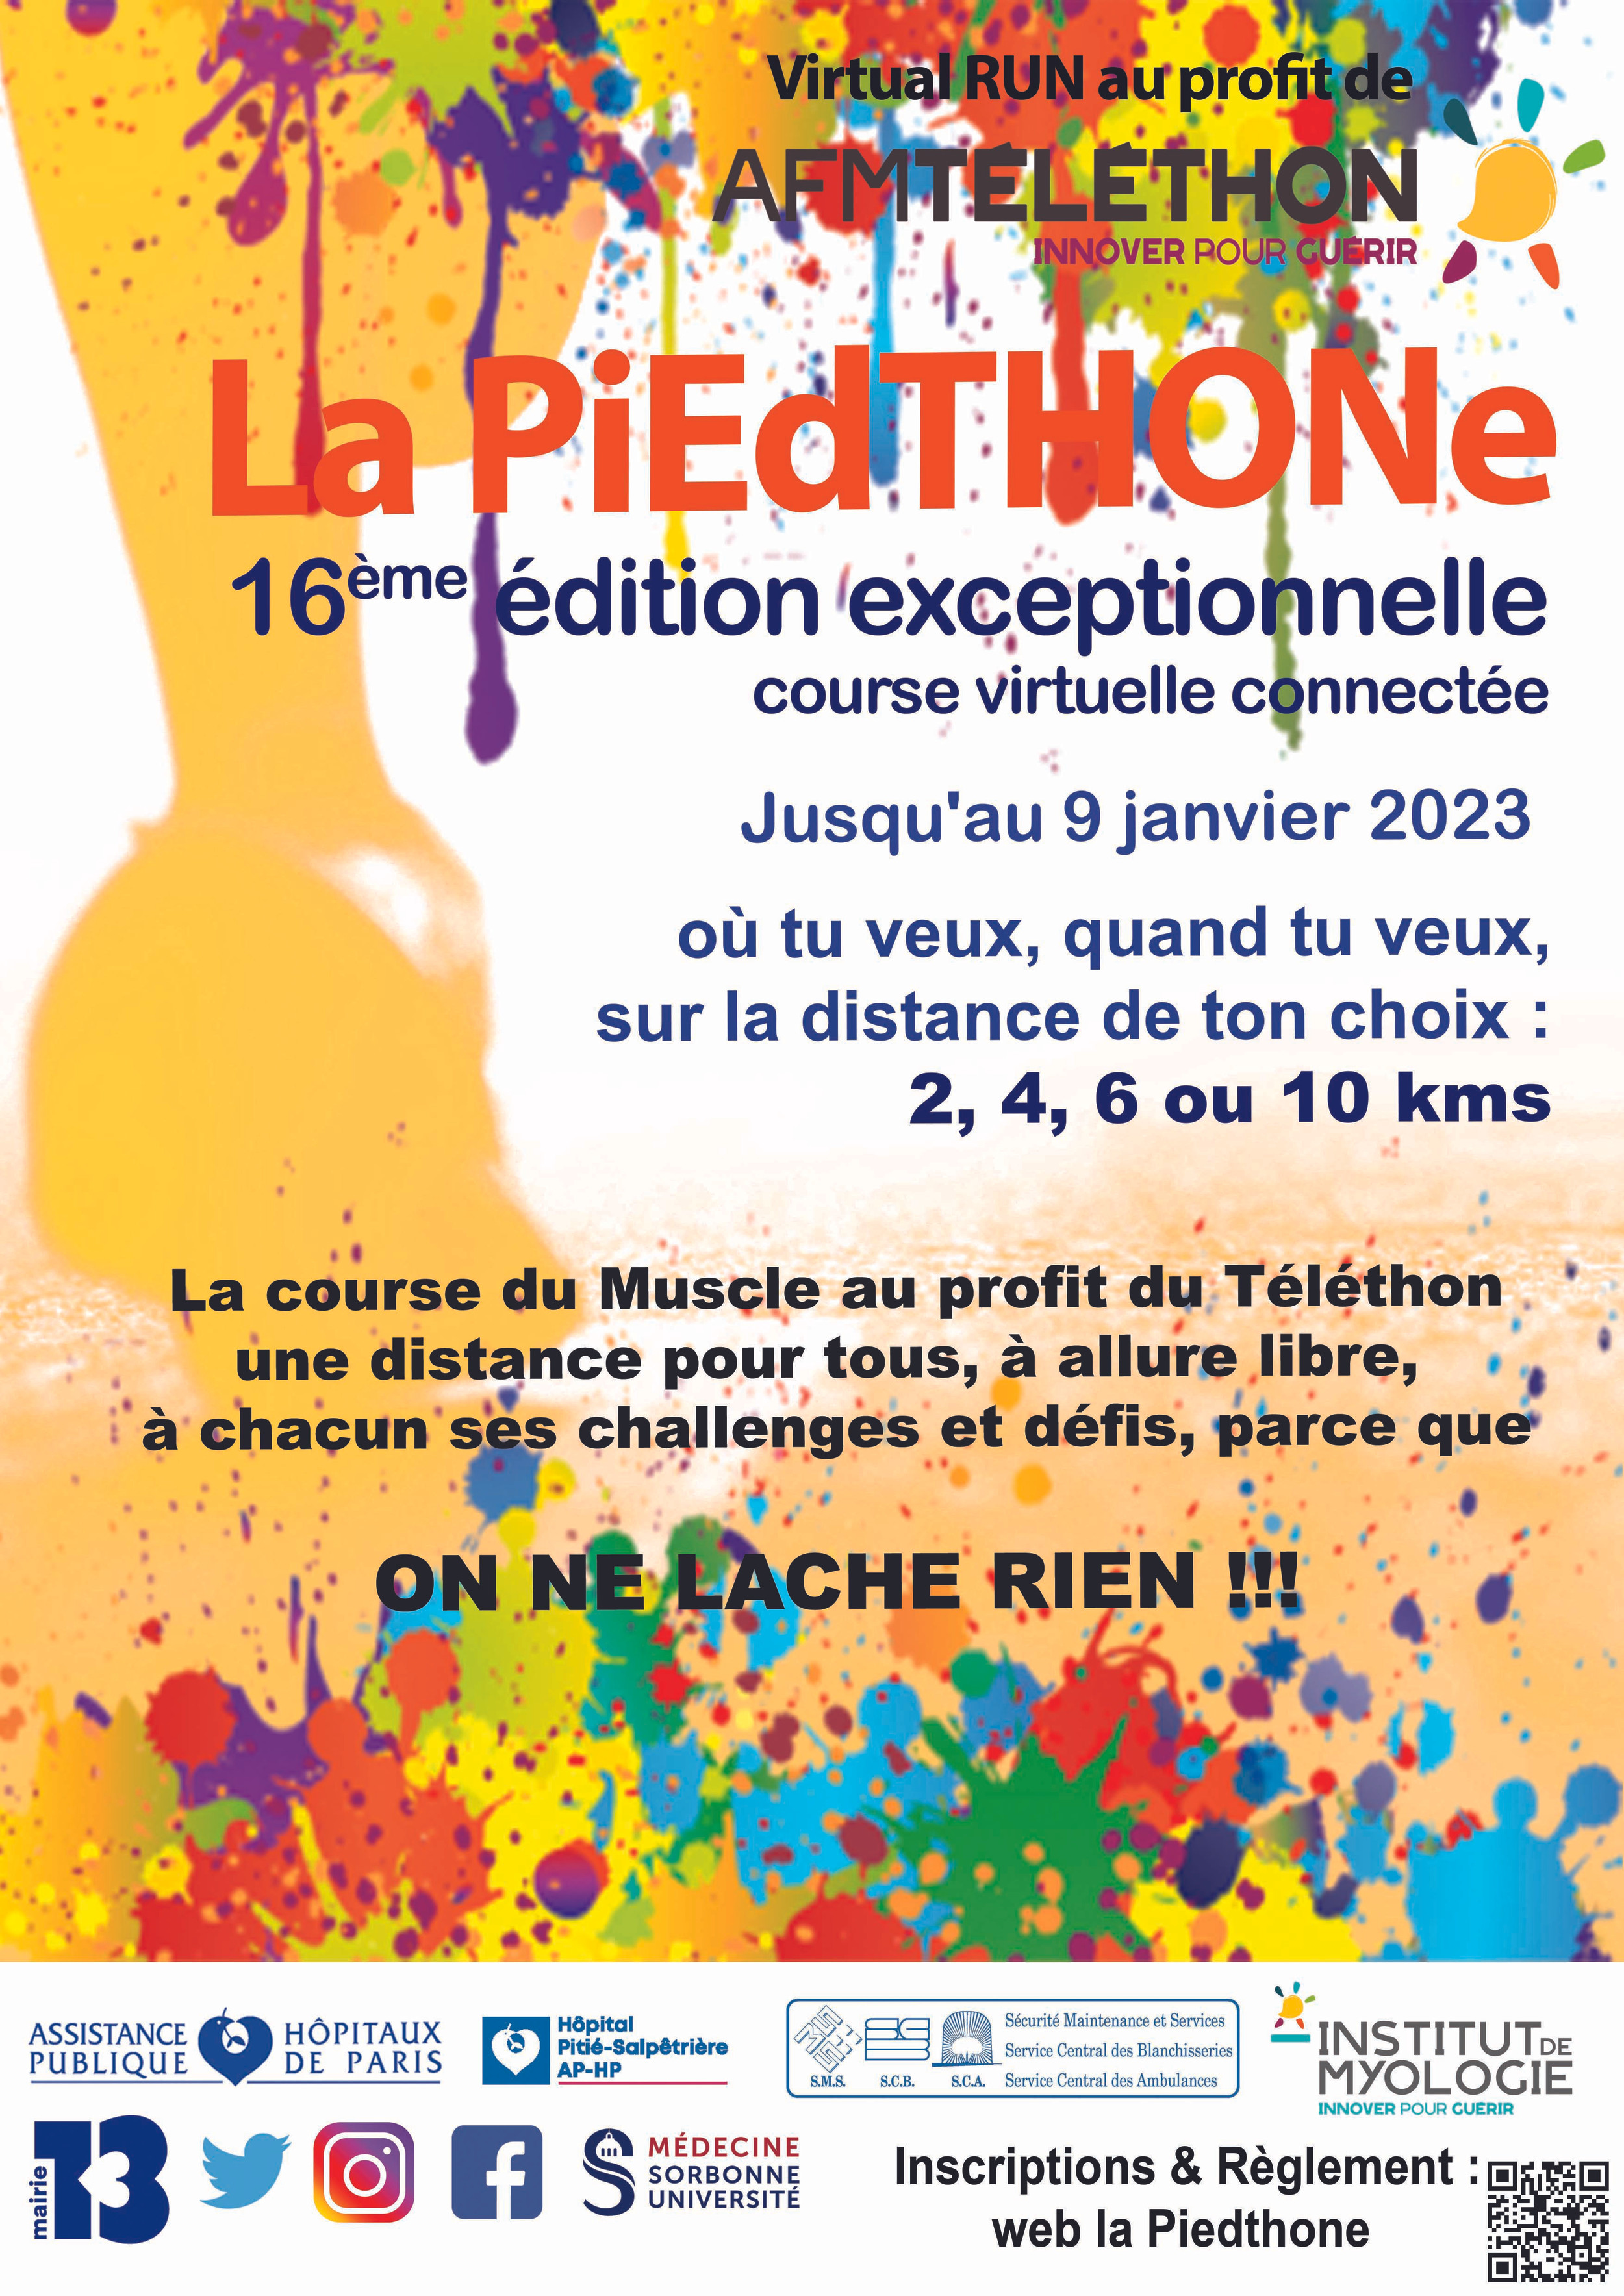 Virtual RUN au profit de
AFMTÉLÉTHON
INNOVER POUR GUÉRIR
La PiEdTHONe
16ème édition exceptionnelle
course virtuelle connectée
Jusqu'au 9 janvier 2023
où tu veux, quand tu veux,
sur la distance de ton choix :
2, 4, 6 ou 10 kms
La course du Muscle au profit du Téléthon
une distance pour tous, à allure libre,
à chacun ses challenges et défis, parce que
ON NE LACHE RIEN !!!
ASSISTANCE HÔPITAUX
PUBLIQUE DE PARIS
Hôpital
Pitié-Salpêtrière
AP-HP
S.M.S. S.C.B. S.C.A.
Sécurité Maintenance et Services
Service Central des Blanchisseries
Service Central des Ambulances
INSTITUT DE
MYOLOGIE
INNOVER POUR GUÉRIR
mairie 13
MÉDECINE
SORBONNE
UNIVERSITÉ
Inscriptions & Règlement :
web la Piedthone